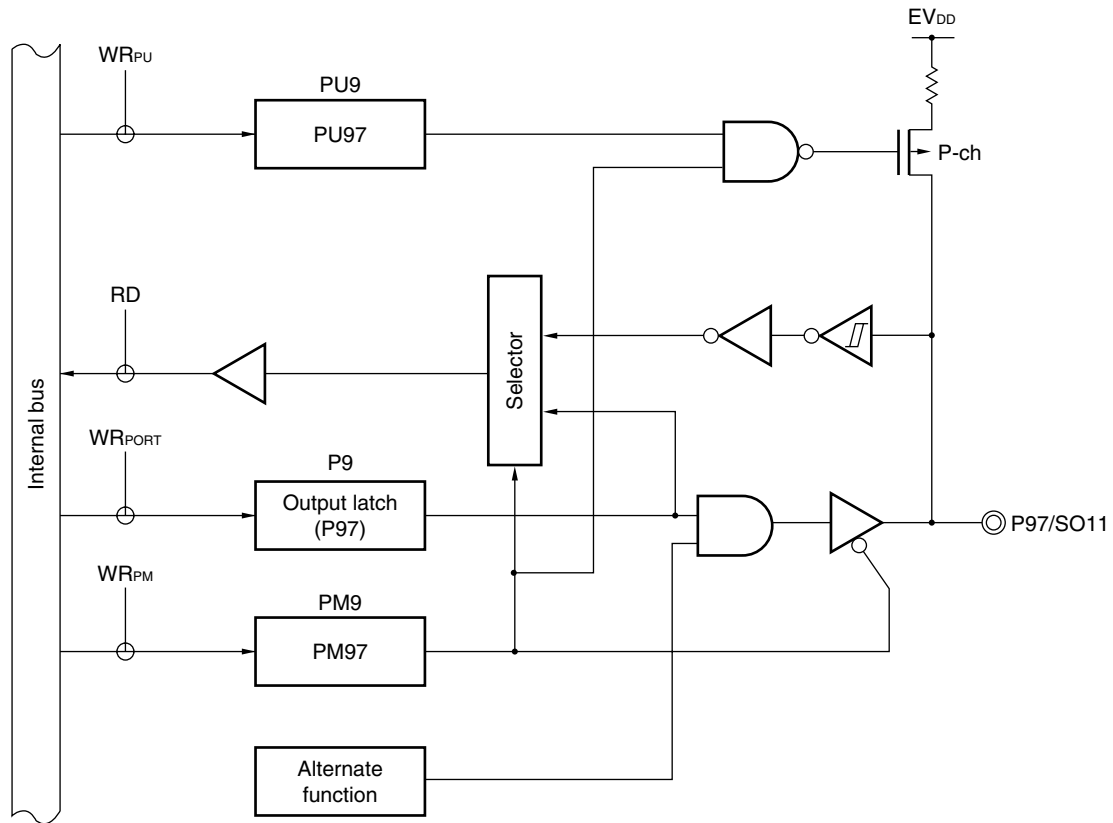 EVDD
WRPU
PU9
PU97
P-ch
RD
Selector
Internal bus
WRPORT
P9
Output latch
(P97)
P97/SO11
WRPM
PM9
PM97
Alternate
function